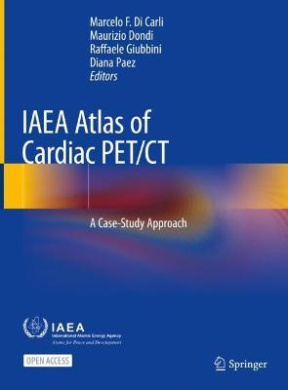 Marcelo F. Di Carli
Maurizio Dondi
Raffaele Giubbini
Diana Paez
Editors
IAEA Atlas of
Cardiac PET/CT
A Case-Study Approach
IAEA
International Atomic Energy Agency
Atoms for Peace and Development
OPEN ACCESS
Springer